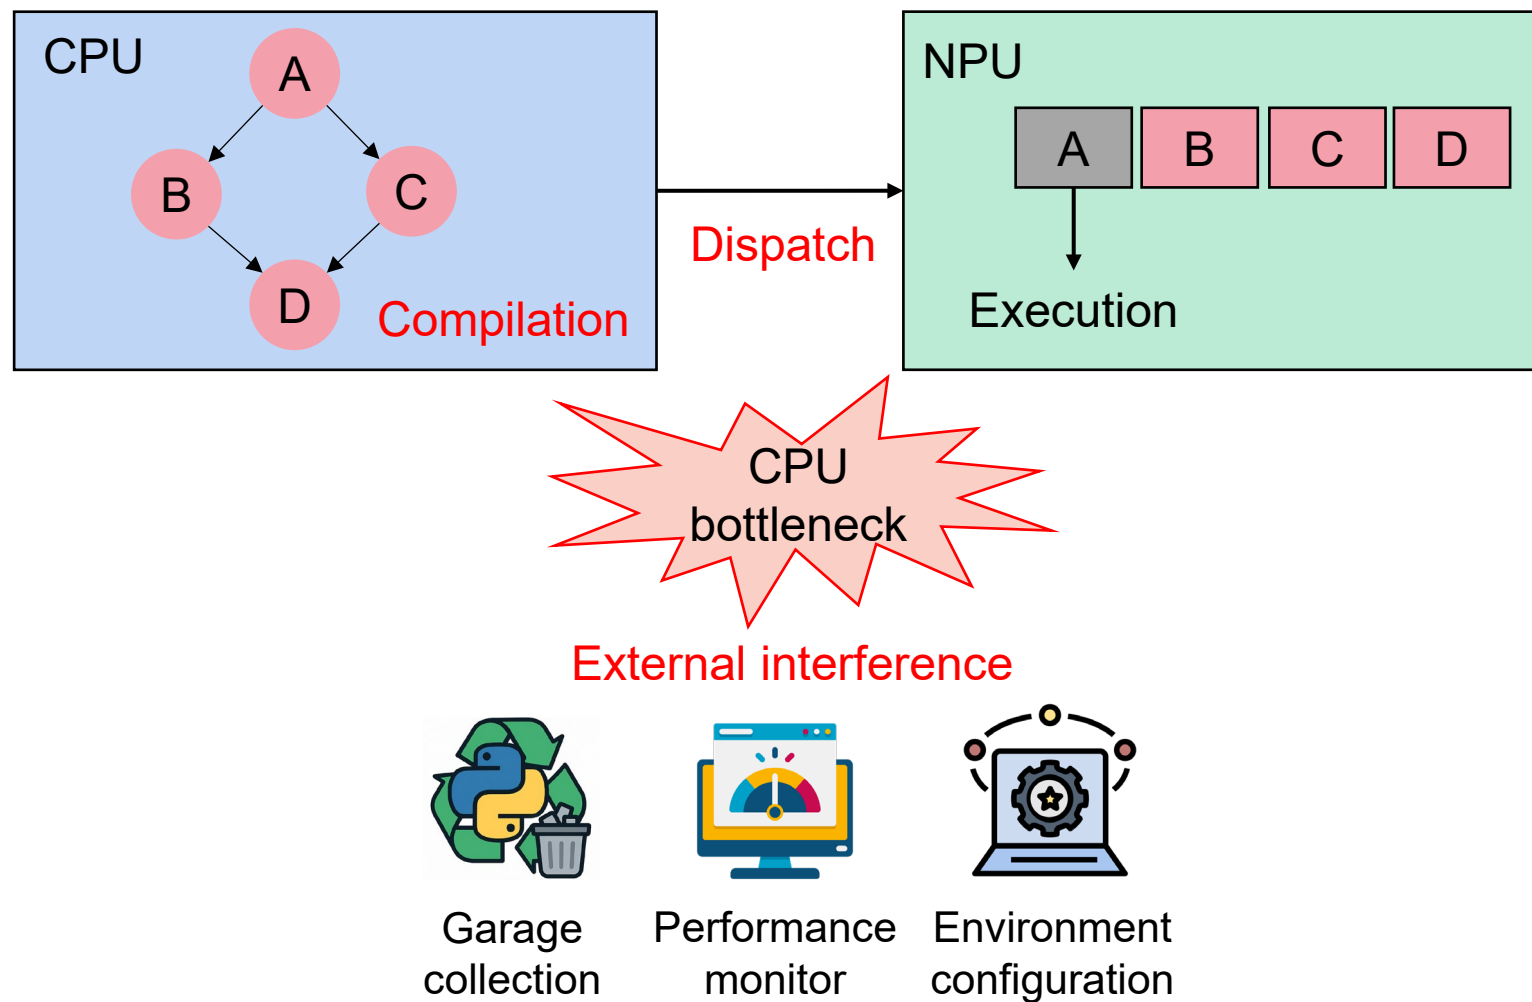 CPU
A
B
C
D
Compilation
Dispatch
NPU
A
B
C
D
Execution
CPU
bottleneck
External interference
Garage
collection
Performance
monitor
Environment
configuration